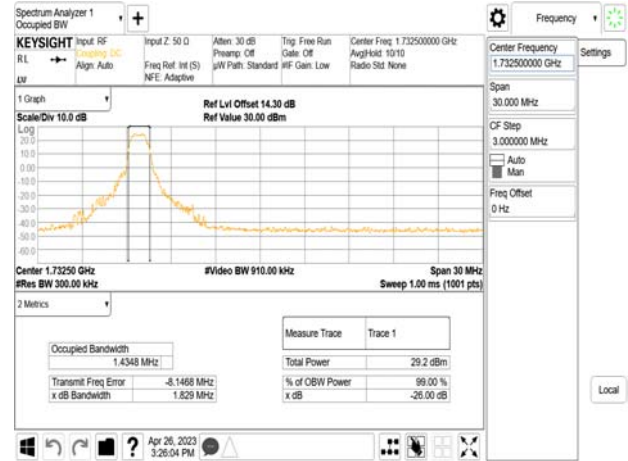 Spectrum Analyzer 1
Occupied BW
Frequency
KEYSIGHT
R L
LXI
Input: RF
Coupling: DC
Align: Auto
Input Z: 50 Ω
Freq Ref: Int (S)
NFE: Adaptive
Atten: 30 dB
Preamp: Off
µW Path: Standard
Trig: Free Run
Gate: Off
#IF Gain: Low
Center Freq: 1.732500000 GHz
Avg|Hold: 10/10
Radio Std: None
Center Frequency
1.732500000 GHz
Settings
Span
30.000 MHz
CF Step
3.000000 MHz
Auto
Man
Freq Offset
0 Hz
Local
1 Graph
Scale/Div 10.0 dB
Ref Lvl Offset 14.30 dB
Ref Value 30.00 dBm
Log
20.0
10.0
0.00
-10.0
-20.0
-30.0
-40.0
-50.0
-60.0
Center 1.73250 GHz
#Video BW 910.00 kHz
Span 30 MHz
#Res BW 300.00 kHz
Sweep 1.00 ms (1001 pts)
2 Metrics
Measure Trace Trace 1
Occupied Bandwidth
1.4348 MHz
Total Power 29.2 dBm
Transmit Freq Error -8.1468 MHz
% of OBW Power 99.00 %
x dB Bandwidth 1.829 MHz
x dB -26.00 dB
?
Apr 26, 2023
3:26:04 PM